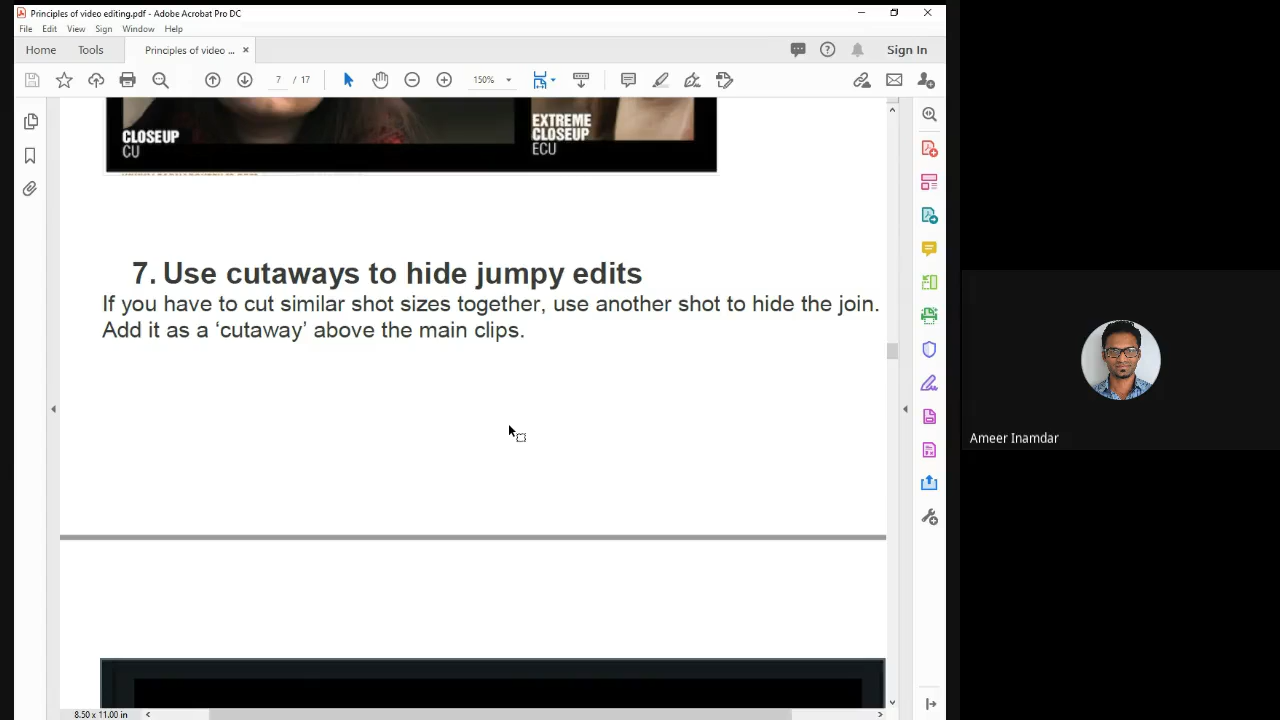 Principles of video editing.pdf - Adobe Acrobat Pro DC
File Edit View Sign Window Help
Home Tools Principles of video ... × Sign In
7 / 17 150%
CLOSEUP
CU
EXTREME
CLOSEUP
ECU
7. Use cutaways to hide jumpy edits
If you have to cut similar shot sizes together, use another shot to hide the join.
Add it as a ‘cutaway’ above the main clips.
Ameer Inamdar
8.50 x 11.00 in